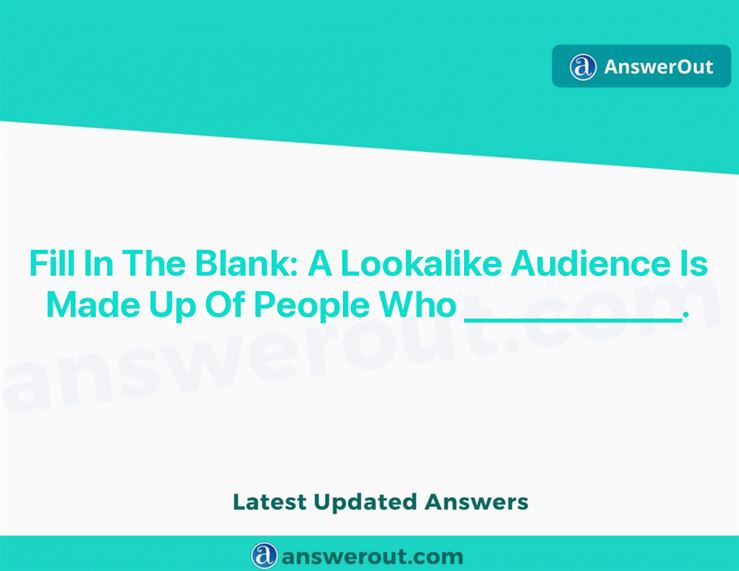 AnswerOut
Fill In The Blank: A Lookalike Audience Is
Made Up Of People Who ______________.
answerout.com
Latest Updated Answers
answerout.com